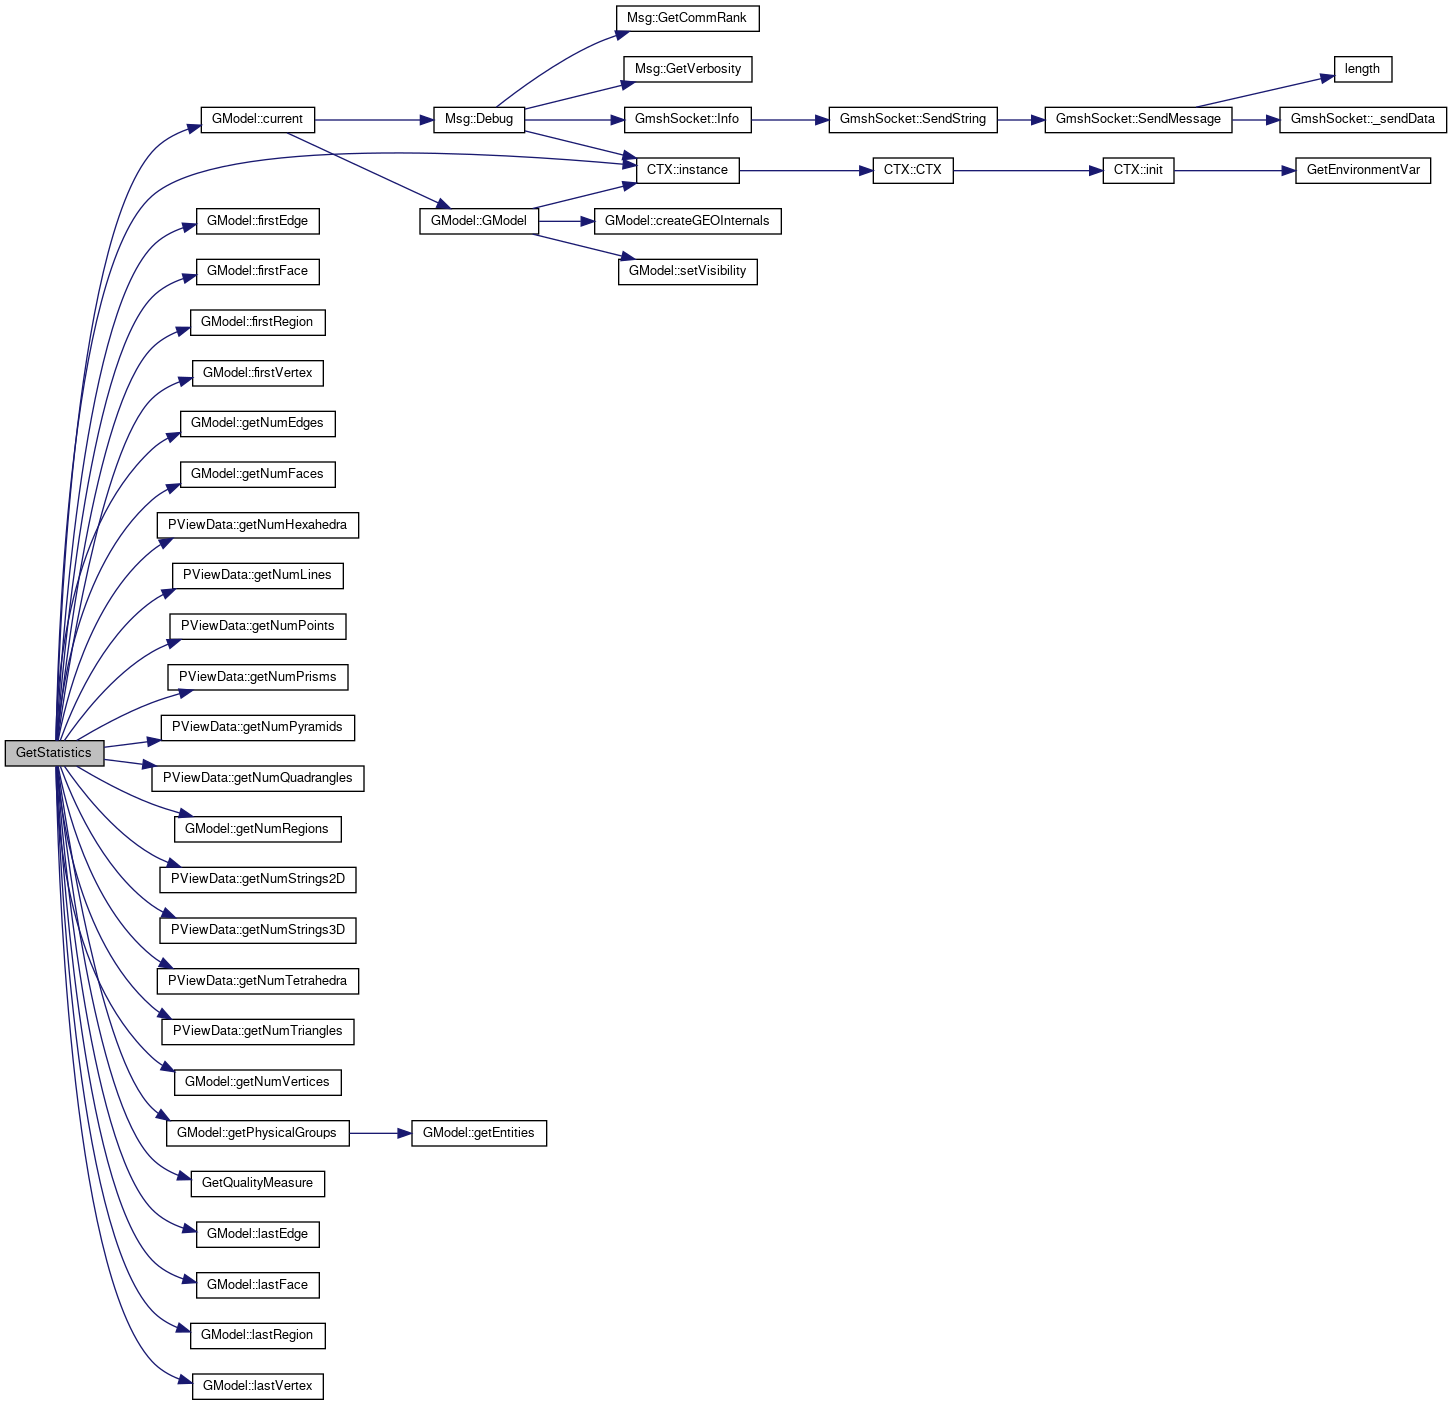 Msg::GetCommRank
Msg::GetVerbosity
length
GModel::current
Msg::Debug
GmshSocket::Info
GmshSocket::SendString
GmshSocket::SendMessage
GmshSocket::_sendData
CTX::instance
CTX::CTX
CTX::init
GetEnvironmentVar
GModel::firstEdge
GModel::GModel
GModel::createGEOInternals
GModel::firstFace
GModel::setVisibility
GModel::firstRegion
GModel::firstVertex
GModel::getNumEdges
GModel::getNumFaces
PViewData::getNumHexahedra
PViewData::getNumLines
PViewData::getNumPoints
PViewData::getNumPrisms
PViewData::getNumPyramids
GetStatistics
PViewData::getNumQuadrangles
GModel::getNumRegions
PViewData::getNumStrings2D
PViewData::getNumStrings3D
PViewData::getNumTetrahedra
PViewData::getNumTriangles
GModel::getNumVertices
GModel::getPhysicalGroups
GModel::getEntities
GetQualityMeasure
GModel::lastEdge
GModel::lastFace
GModel::lastRegion
GModel::lastVertex